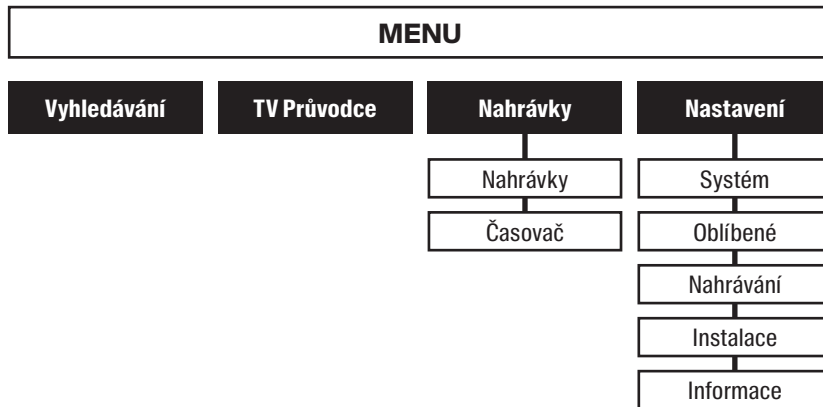 MENU
Vyhledávání
TV Průvodce
Nahrávky
Nastavení
Nahrávky
Časovač
Systém
Oblíbené
Nahrávání
Instalace
Informace